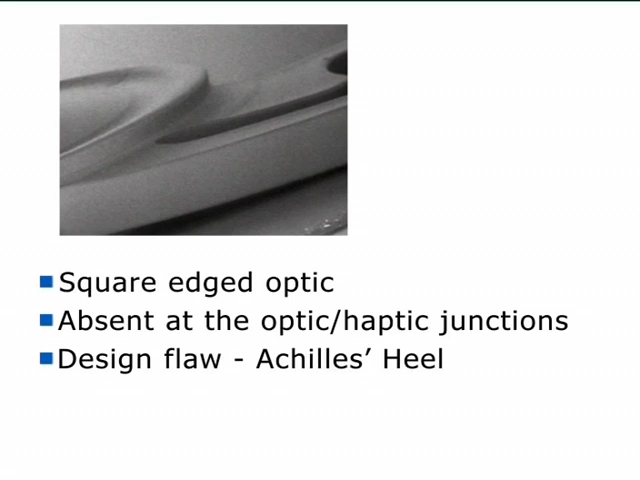 Square edged optic
Absent at the optic/haptic junctions
Design flaw - Achilles’ Heel